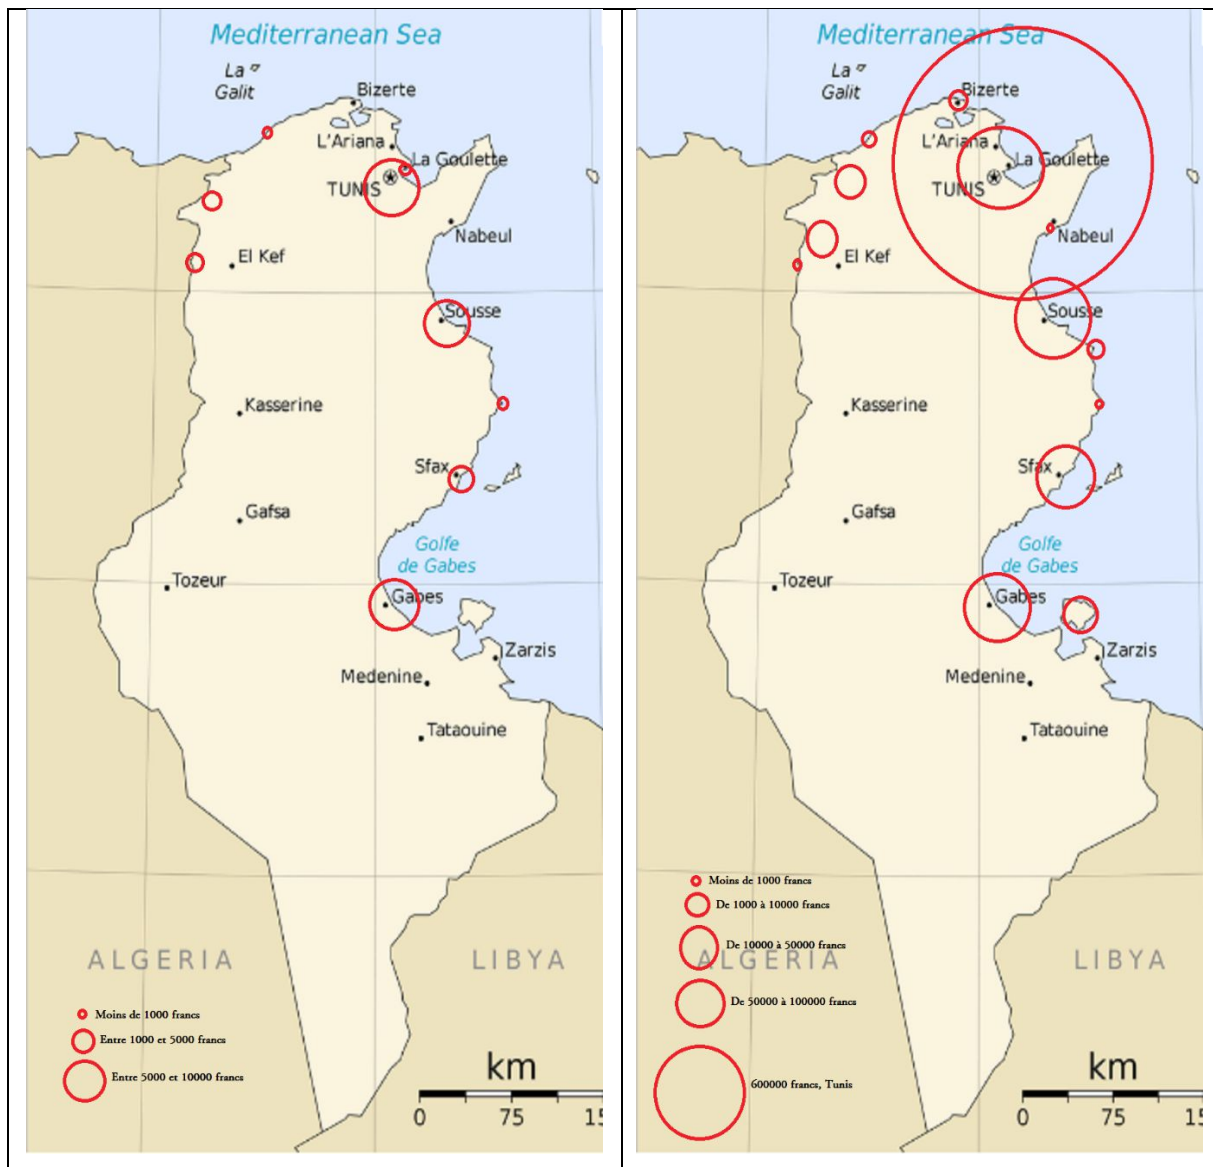 Mediterranean Sea
La
Galit
Bizerte
L'Ariana
La Goulette
TUNIS
Nabeul
El Kef
Sousse
Kasserine
Sfax
Gafsa
Golfe
de Gabes
Tozeur
Gabes
Zarzis
Medenine
Tataouine
ALGERIA
LIBYA
Moins de 1000 francs
Entre 1000 et 5000 francs
Entre 5000 et 10000 francs
km
0 75 15
Mediterranean Sea
La
Galit
Bizerte
L'Ariana
La Goulette
TUNIS
Nabeul
El Kef
Sousse
Kasserine
Sfax
Gafsa
Golfe
de Gabes
Tozeur
Gabes
Zarzis
Medenine
Tataouine
Moins de 1000 francs
De 1000 à 10000 francs
De 10000 à 50000 francs
ALGERIA
LIBYA
De 50000 à 100000 francs
600000 francs, Tunis
km
0 75 15